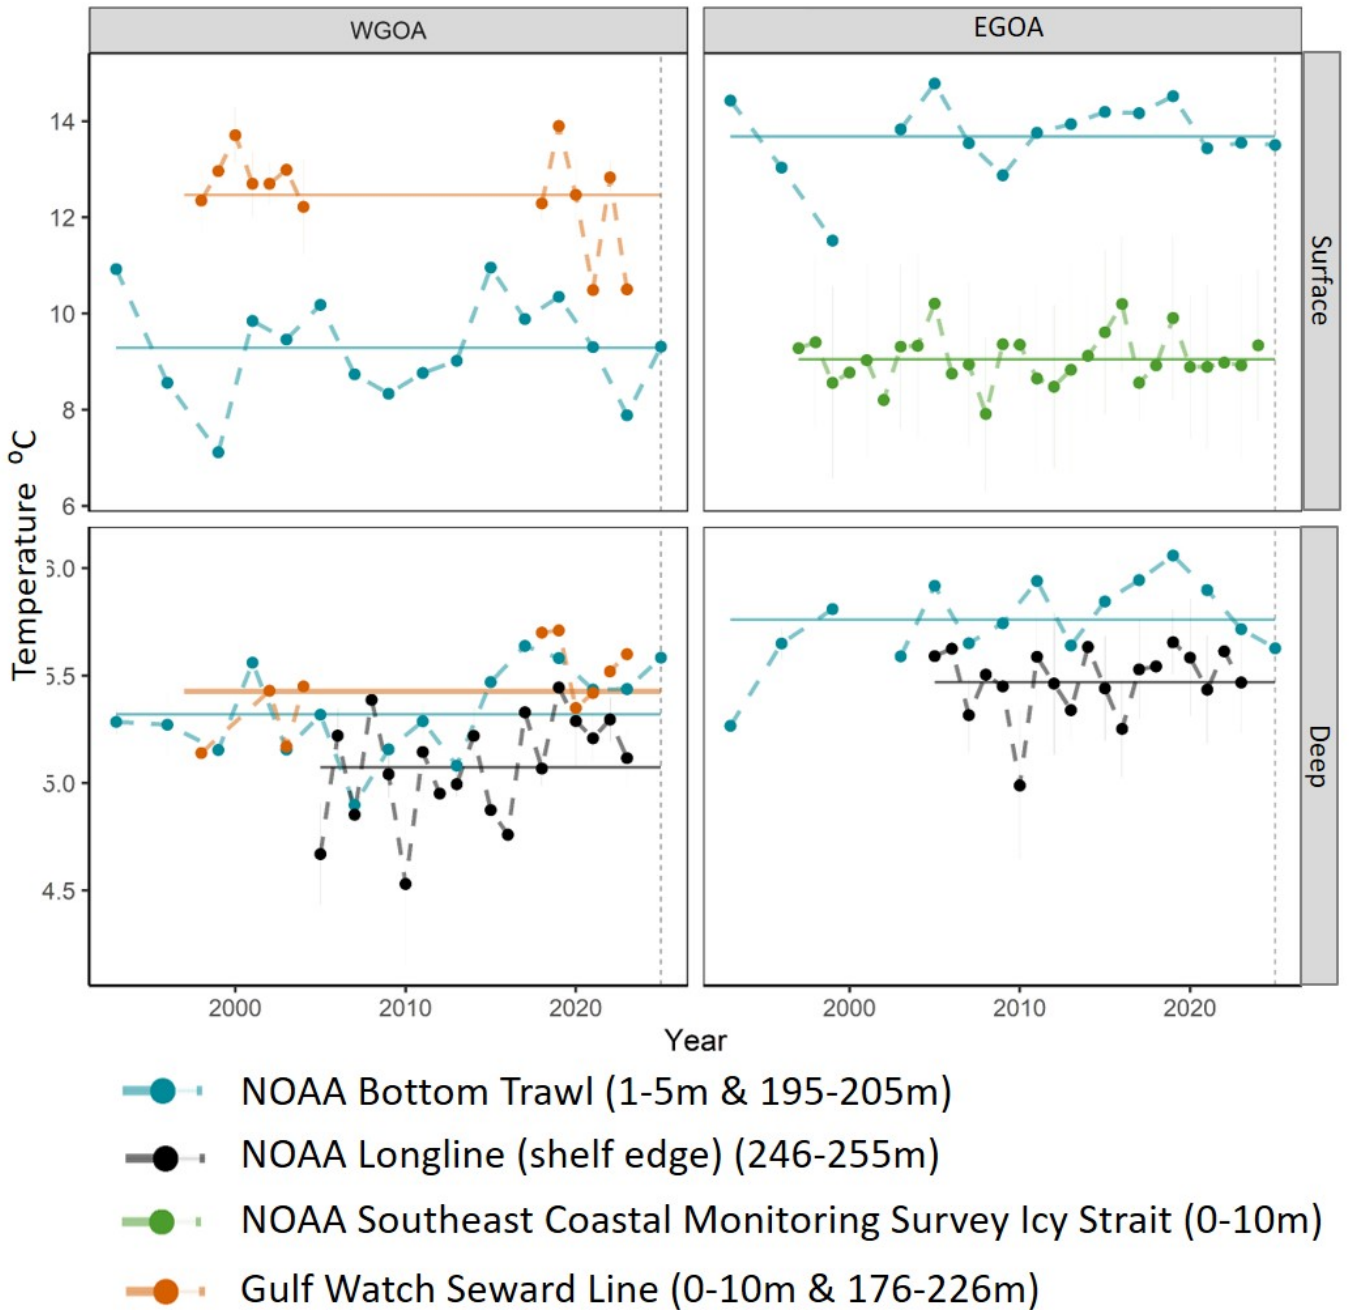 WGOA
EGOA
14
12
10
8
6
Surface
Temperature ºC
6.0
5.5
5.0
4.5
Deep
2000
2010
2020
2000
2010
2020
Year
NOAA Bottom Trawl (1-5m & 195-205m)
NOAA Longline (shelf edge) (246-255m)
NOAA Southeast Coastal Monitoring Survey Icy Strait (0-10m)
Gulf Watch Seward Line (0-10m & 176-226m)